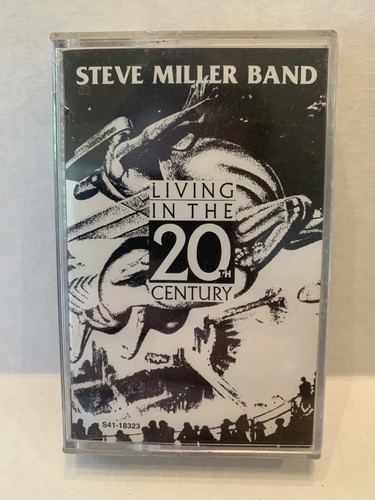 STEVE MILLER BAND
LIVING
IN THE
20TH
CENTURY
S41-18323